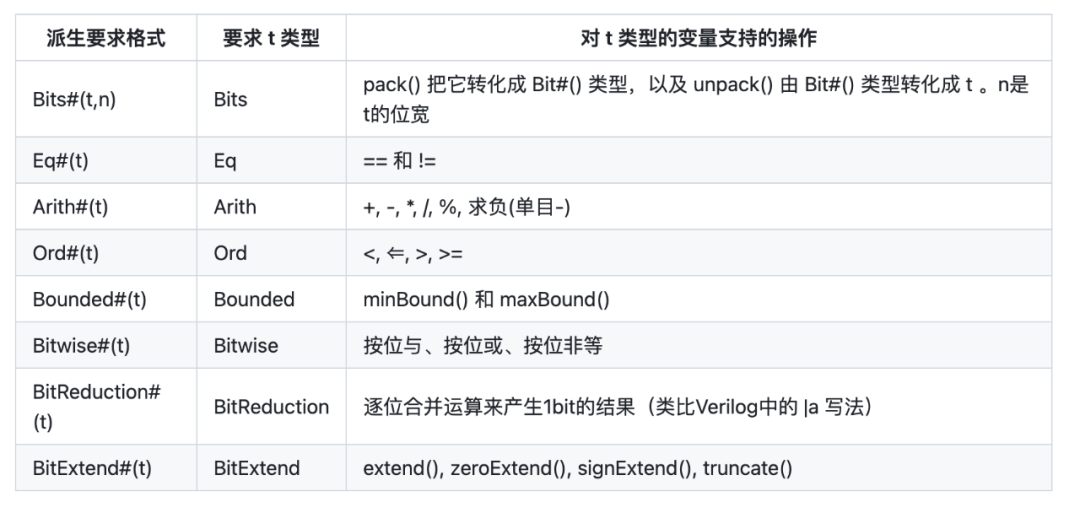 派生要求格式 要求 t 类型 对 t 类型的变量支持的操作
Bits#(t,n) Bits pack() 把它转化成 Bit#() 类型，以及 unpack() 由 Bit#() 类型转化成 t 。n是
t的位宽
Eq#(t) Eq == 和 !=
Arith#(t) Arith +, -, *, /, %, 求负(单目-)
Ord#(t) Ord <, ⇐, >, >=
Bounded#(t) Bounded minBound() 和 maxBound()
Bitwise#(t) Bitwise 按位与、按位或、按位非等
BitReduction#
(t) BitReduction 逐位合并运算来产生1bit的结果（类比Verilog中的 |a 写法）
BitExtend#(t) BitExtend extend(), zeroExtend(), signExtend(), truncate()